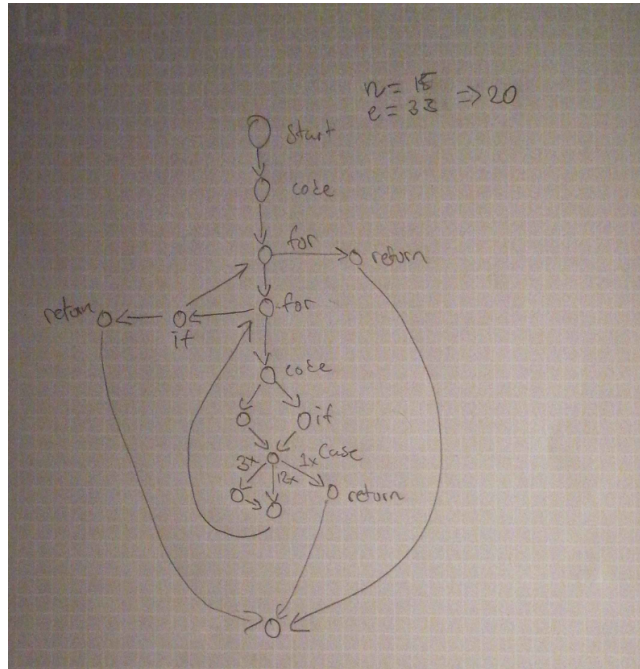 n = 15
e = 33 => 20
start
code
for
return
for
return
if
code
if
3x
1x
Case
12x
return